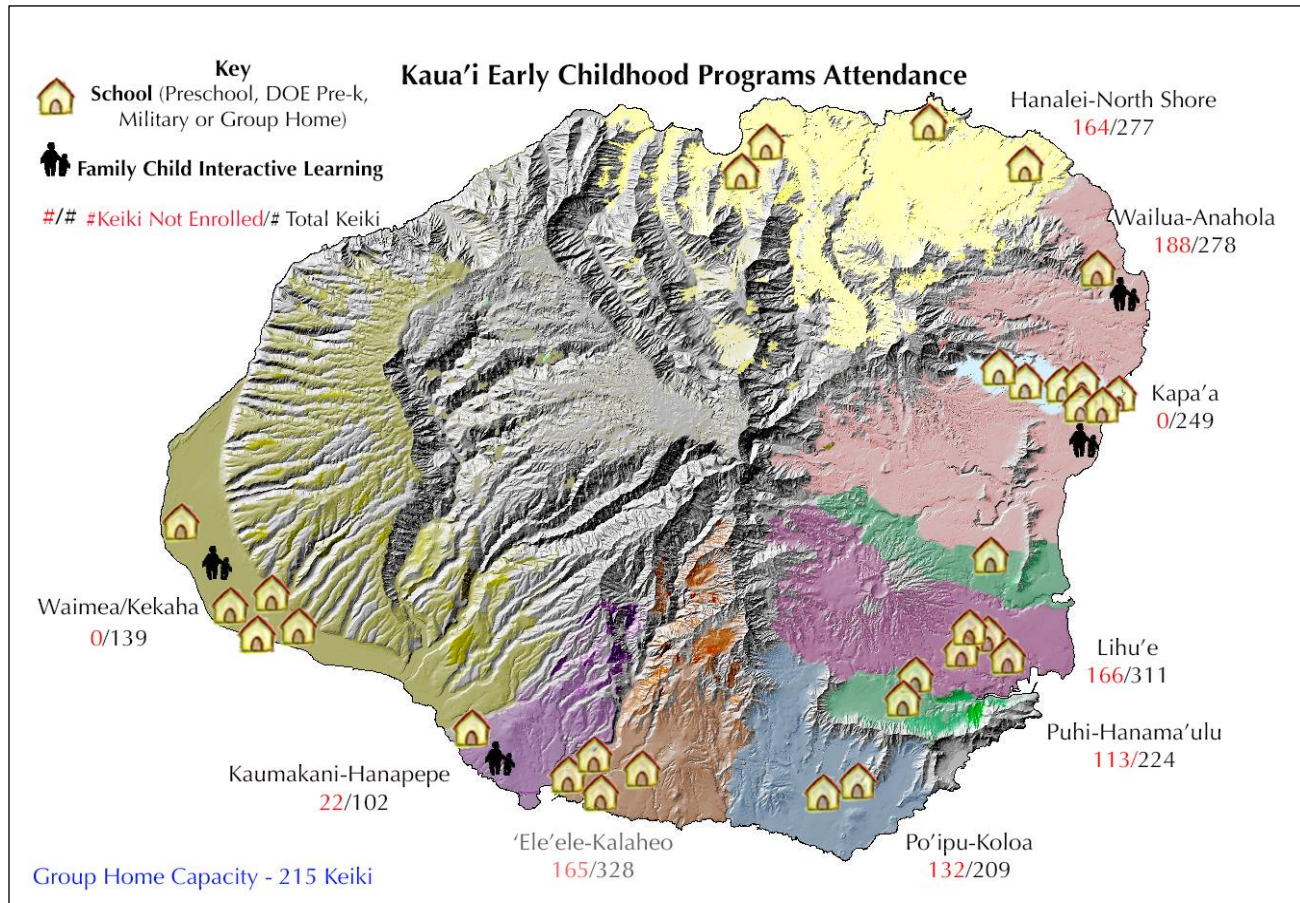 Kaua'i Early Childhood Programs Attendance
Key
School (Preschool, DOE Pre-k,
Military or Group Home)
Family Child Interactive Learning
#/# #Keiki Not Enrolled/# Total Keiki
Hanalei-North Shore
164/277
Wailua-Anahola
188/278
Kapa'a
0/249
Waimea/Kekaha
0/139
Lihu'e
166/311
Puhi-Hanama'ulu
113/224
Kaumakani-Hanapepe
22/102
'Ele'ele-Kalaheo
165/328
Po'ipu-Koloa
132/209
Group Home Capacity - 215 Keiki